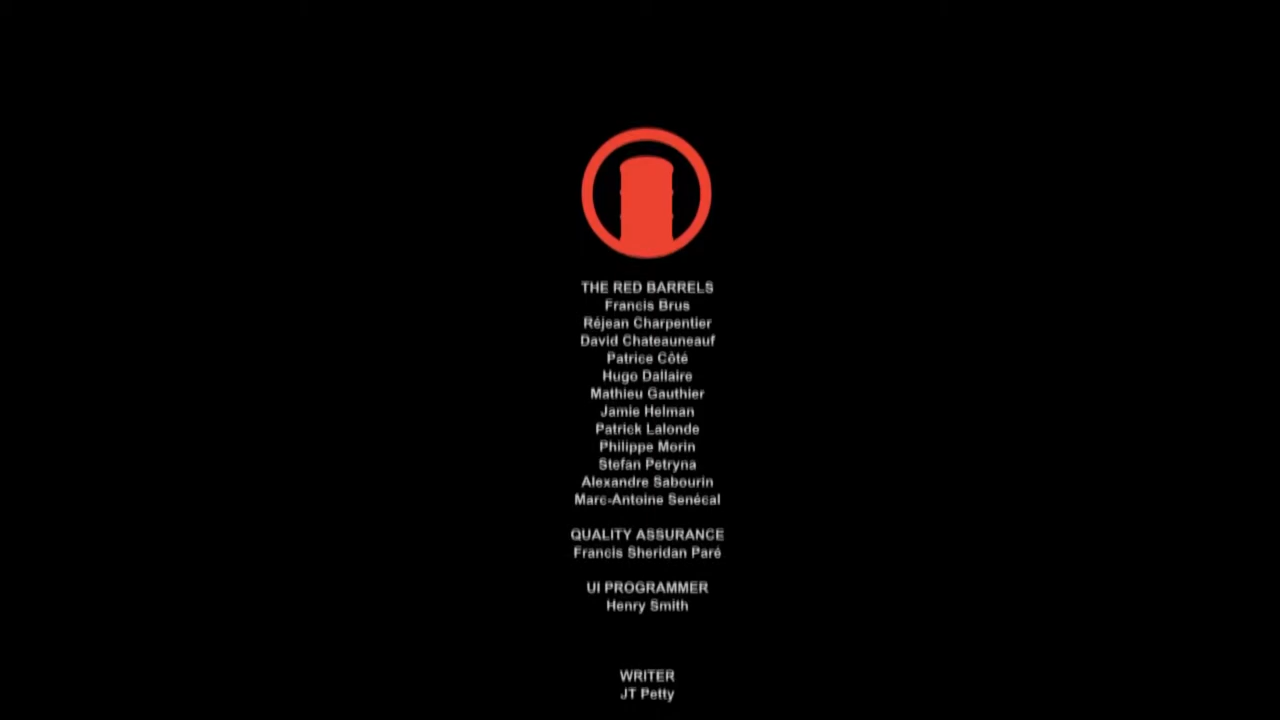 THE RED BARRELS
Francis Brus
Réjean Charpentier
David Chateauneuf
Patrice Côté
Hugo Dallaire
Mathieu Gauthier
Jamie Helman
Patrick Lalonde
Philippe Morin
Stefan Petryna
Alexandre Sabourin
Marc-Antoine Senécal
QUALITY ASSURANCE
Francis Sheridan Paré
UI PROGRAMMER
Henry Smith
WRITER
JT Petty